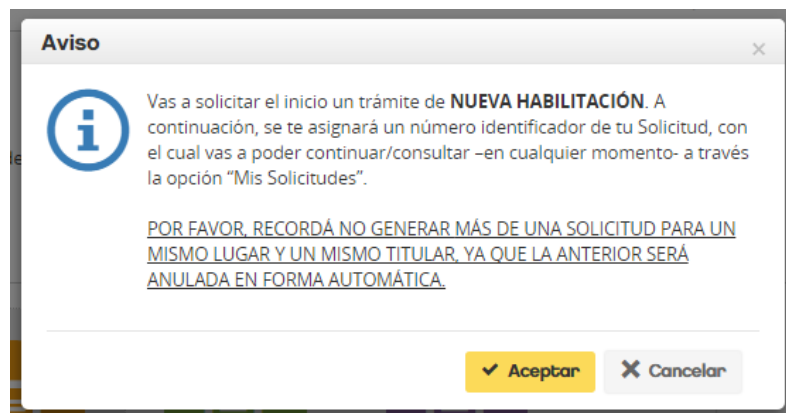 Aviso
Vas a solicitar el inicio un trámite de NUEVA HABILITACIÓN. A
continuación, se te asignará un número identificador de tu Solicitud, con
el cual vas a poder continuar/consultar –en cualquier momento- a través
la opción “Mis Solicitudes”.
POR FAVOR, RECORDÁ NO GENERAR MÁS DE UNA SOLICITUD PARA UN
MISMO LUGAR Y UN MISMO TITULAR, YA QUE LA ANTERIOR SERÁ
ANULADA EN FORMA AUTOMÁTICA.
Aceptar Cancelar